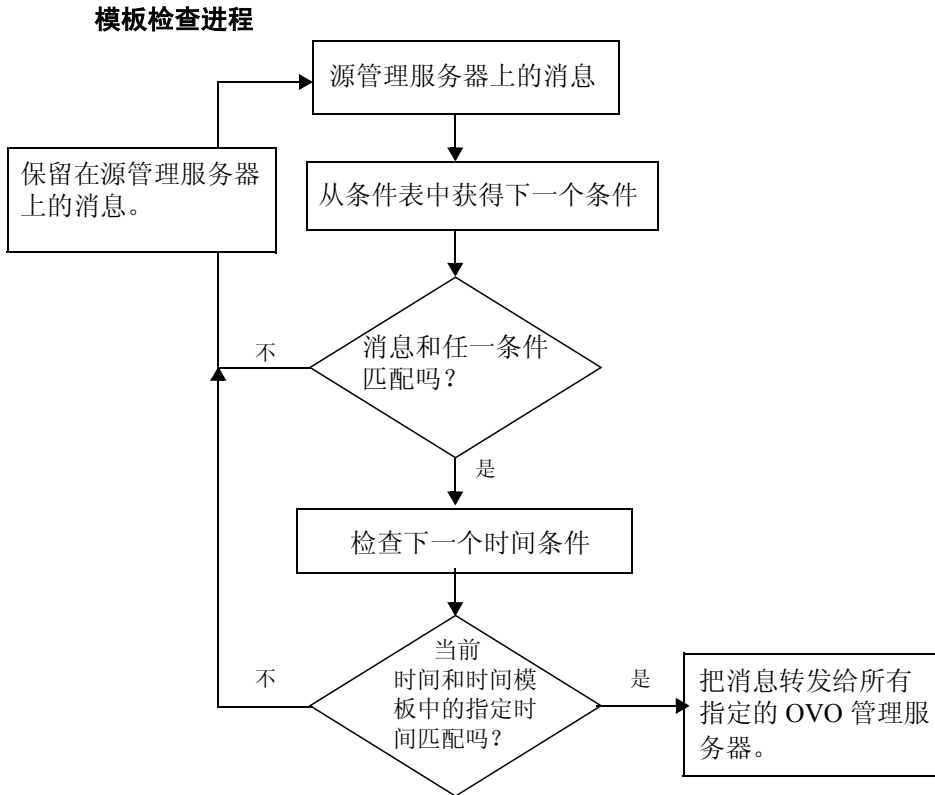 模板检查进程
源管理服务器上的消息
保留在源管理服务器
上的消息。
从条件表中获得下一个条件
不
消息和任一条件
匹配吗？
是
检查下一个时间条件
不
当前
时间和时间模
板中的指定时
间匹配吗？
是
把消息转发给所有
指定的 OVO 管理服
务器。